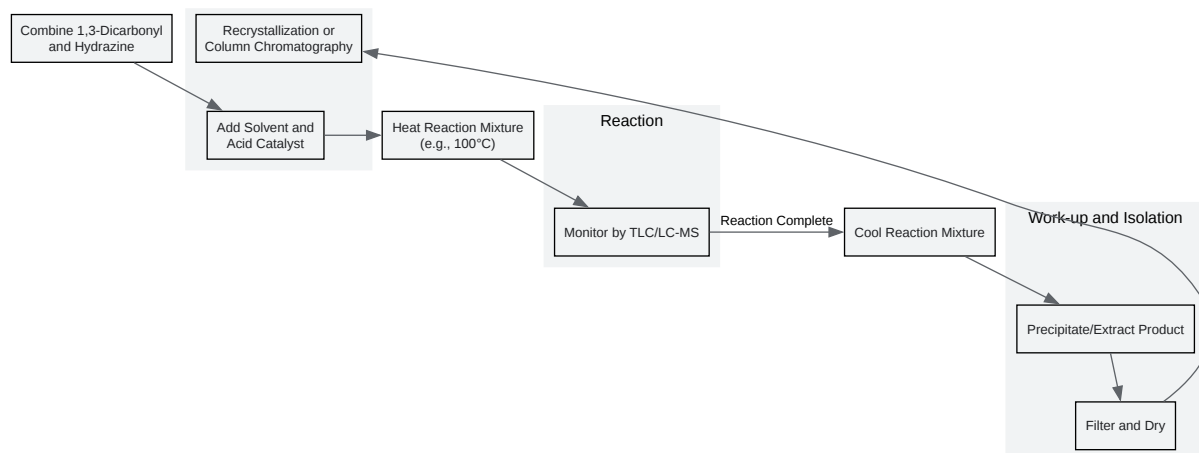 Combine 1,3-Dicarbonyl
and Hydrazine
Recrystallization or
Column Chromatography
Add Solvent and
Acid Catalyst
Heat Reaction Mixture
(e.g., 100°C)
Reaction
Monitor by TLC/LC-MS
Reaction Complete
Cool Reaction Mixture
Work-up and Isolation
Precipitate/Extract Product
Filter and Dry